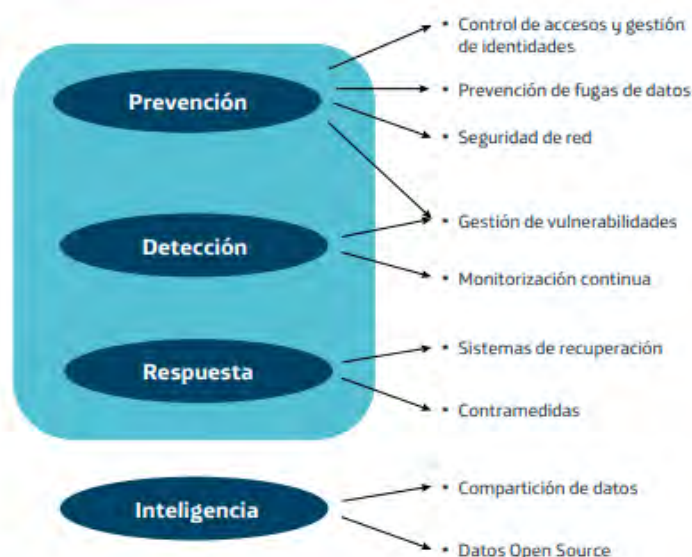 • Control de accesos y gestión
de identidades
Prevención
• Prevención de fugas de datos
• Seguridad de red
• Gestión de vulnerabilidades
Detección
• Monitorización continua
• Sistemas de recuperación
Respuesta
• Contramedidas
• Compartición de datos
Inteligencia
• Datos Open Source